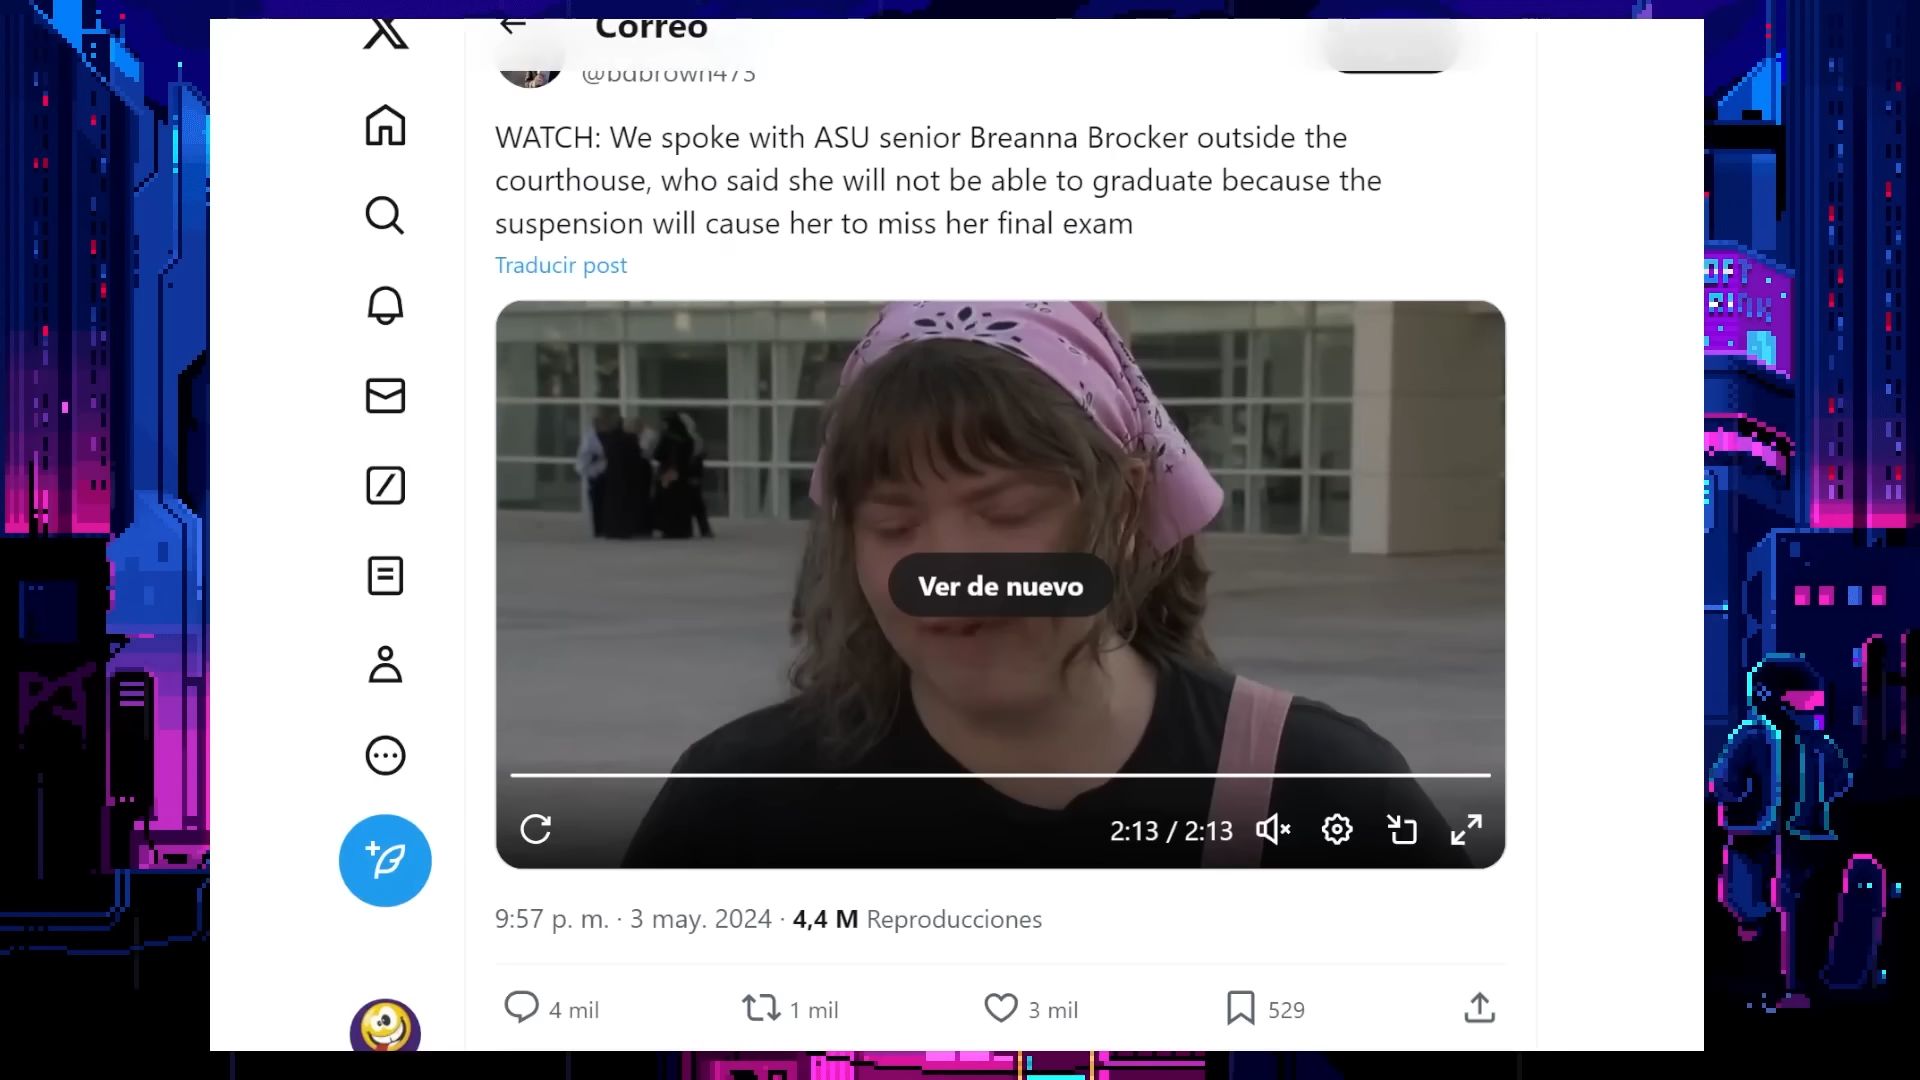 Correo
@bdbrown473
WATCH: We spoke with ASU senior Breanna Brocker outside the
courthouse, who said she will not be able to graduate because the
suspension will cause her to miss her final exam
Traducir post
Ver de nuevo
2:13 / 2:13
9:57 p. m. · 3 may. 2024 · 4,4 M Reproducciones
4 mil
1 mil
3 mil
529